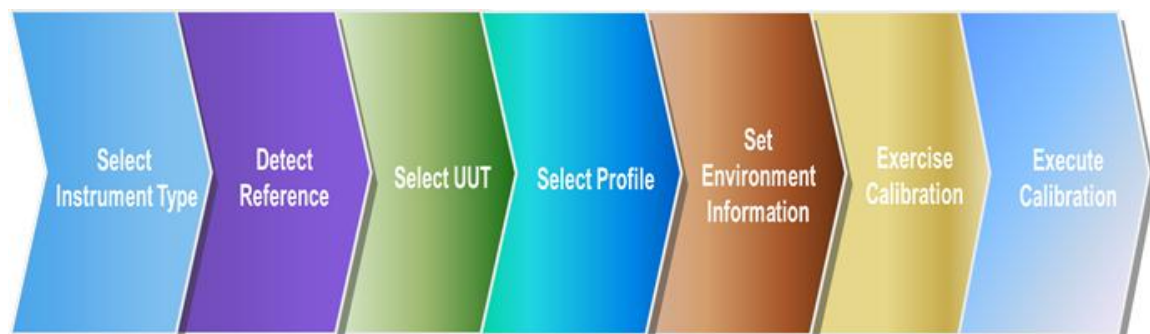 Select
Instrument Type
Detect
Reference
Select UUT
Select Profile
Set
Environment
Information
Exercise
Calibration
Execute
Calibration